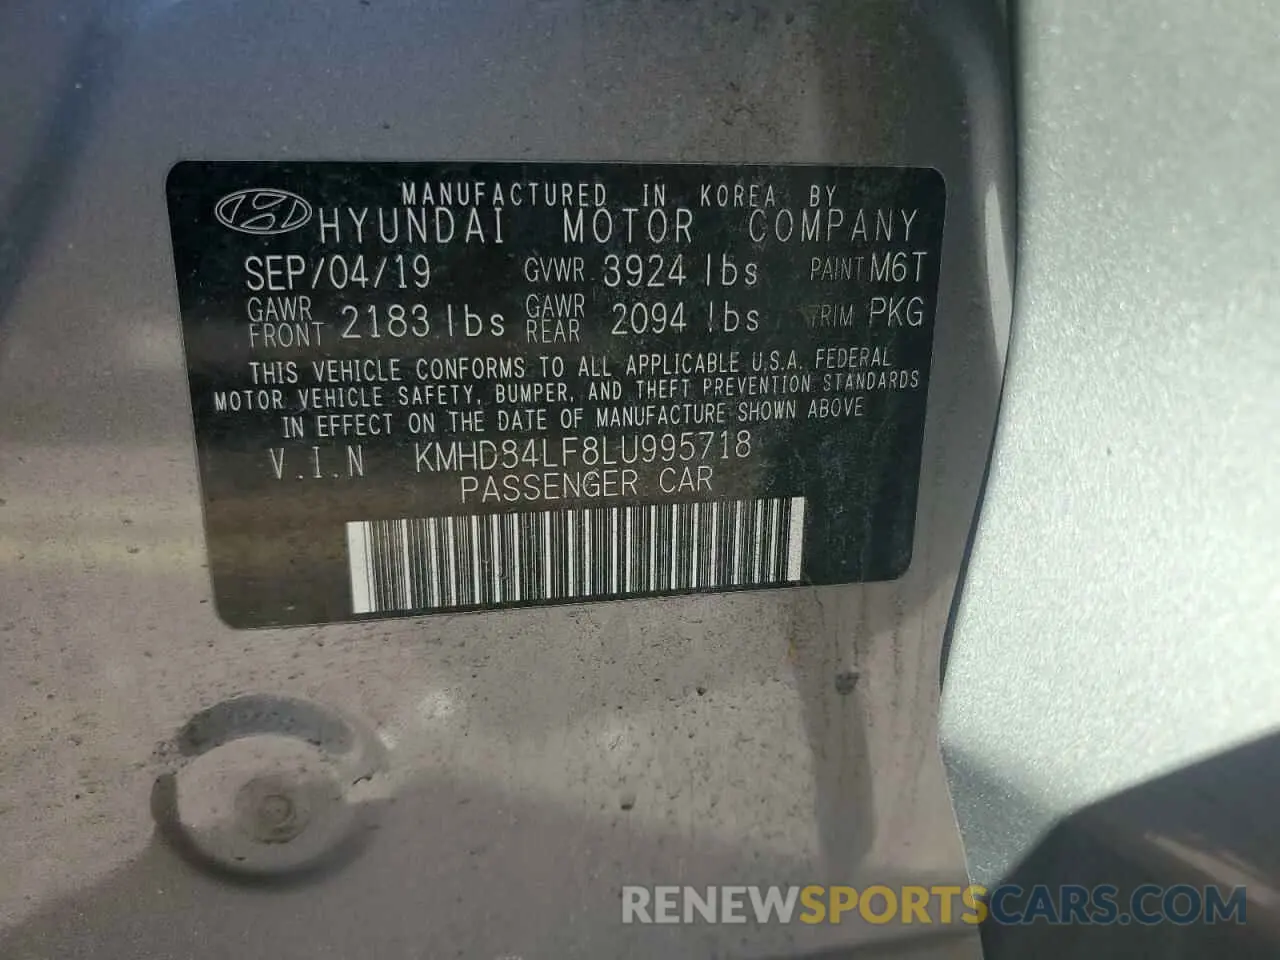 MANUFACTURED IN KOREA BY
HYUNDAI MOTOR COMPANY
SEP/04/19 GVWR 3924 lbs PAINT M6T
GAWR FRONT 2183 lbs GAWR REAR 2094 lbs TRIM PKG
THIS VEHICLE CONFORMS TO ALL APPLICABLE U.S.A. FEDERAL
MOTOR VEHICLE SAFETY, BUMPER, AND THEFT PREVENTION STANDARDS
IN EFFECT ON THE DATE OF MANUFACTURE SHOWN ABOVE
V.I.N KMHD84LF8LU995718
PASSENGER CAR
RENEWSPORTSCARS.COM